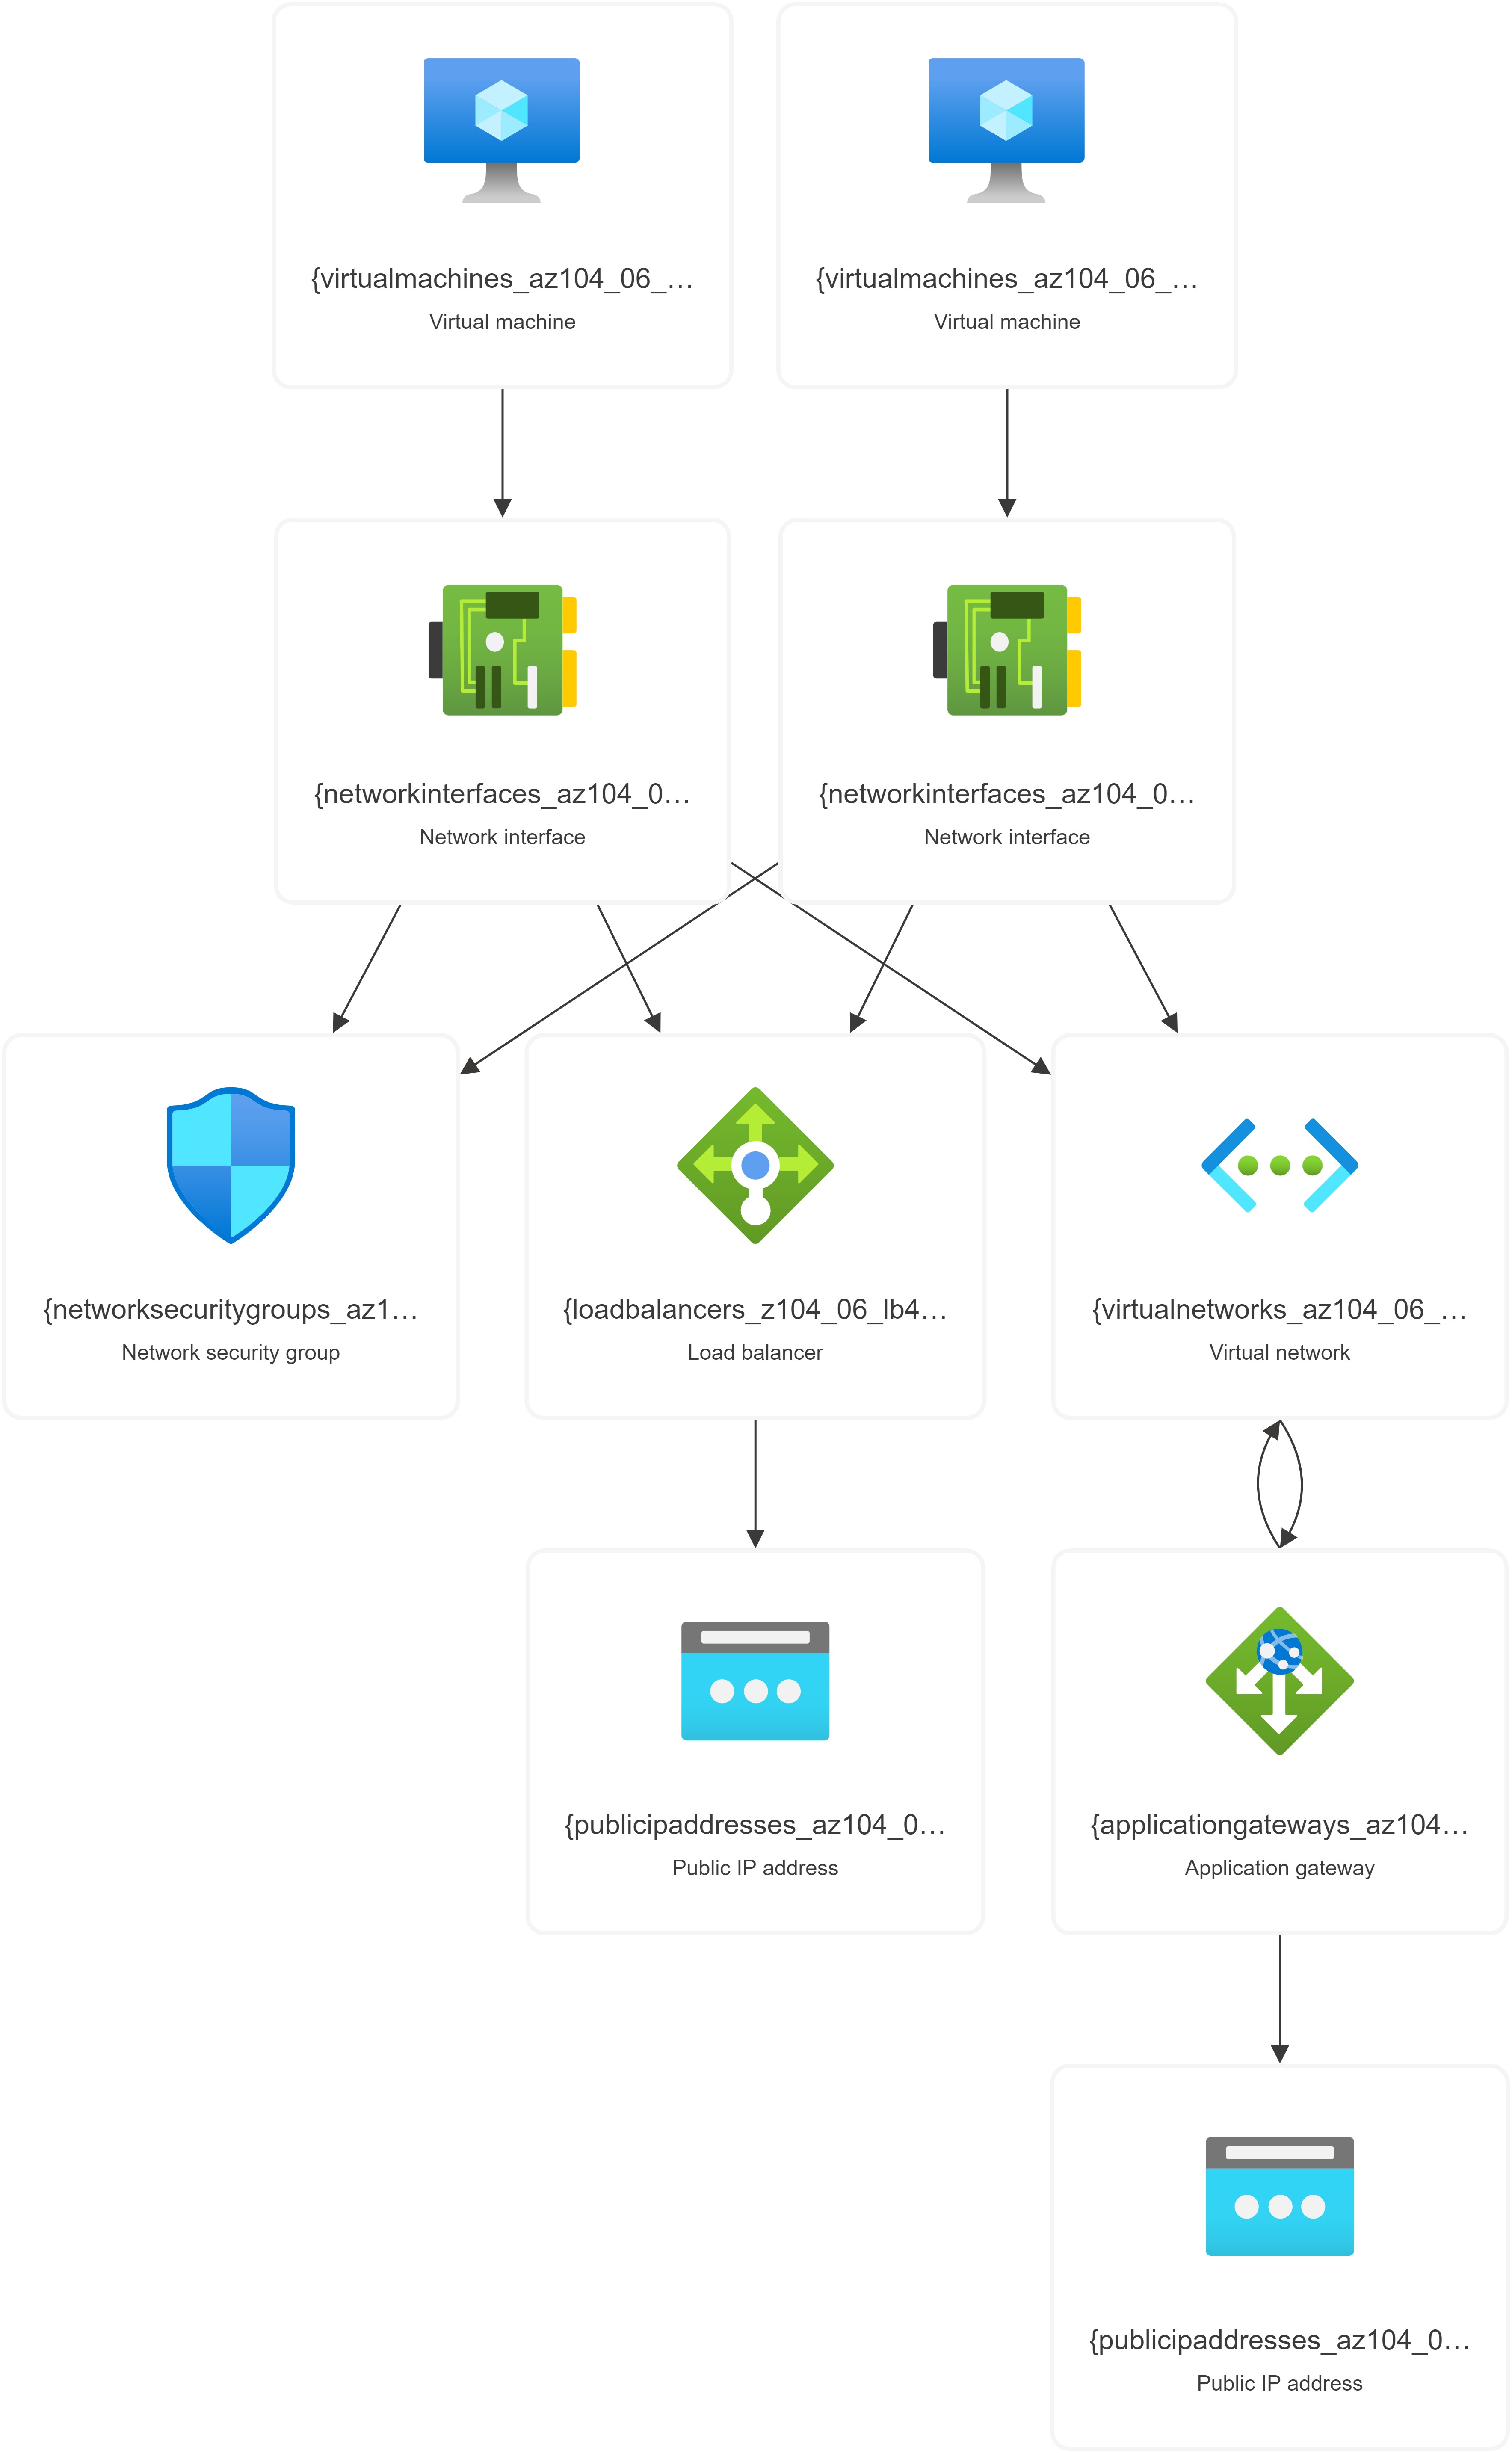 {virtualmachines_az104_06_...
Virtual machine
{virtualmachines_az104_06_...
Virtual machine
{networkinterfaces_az104_0...
Network interface
{networkinterfaces_az104_0...
Network interface
{networksecuritygroups_az1...
Network security group
{loadbalancers_z104_06_lb4...
Load balancer
{virtualnetworks_az104_06_...
Virtual network
{publicipaddresses_az104_0...
Public IP address
{applicationgateways_az104...
Application gateway
{publicipaddresses_az104_0...
Public IP address